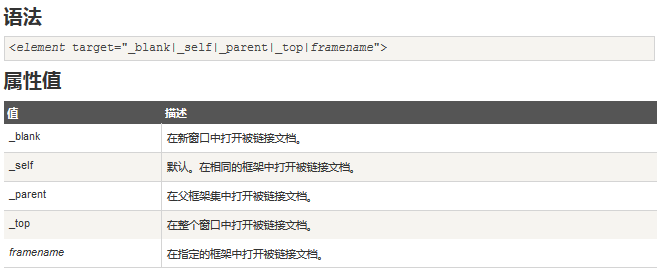 语法
<element target="_blank|_self|_parent|_top|framename">
属性值
值 描述
_blank 在新窗口中打开被链接文档。
_self 默认。在相同的框架中打开被链接文档。
_parent 在父框架集中打开被链接文档。
_top 在整个窗口中打开被链接文档。
framename 在指定的框架中打开被链接文档。